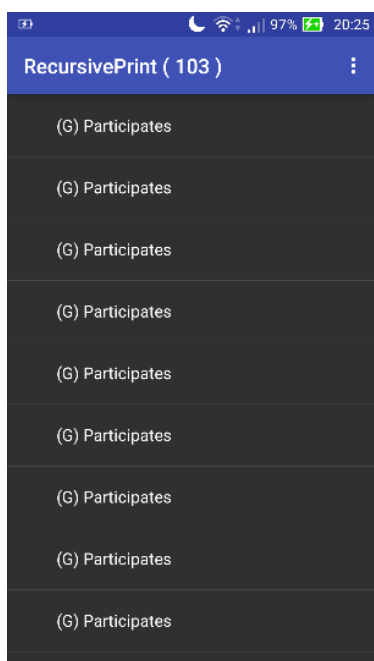 97% 20:25
RecursivePrint ( 103 )
(G) Participates
(G) Participates
(G) Participates
(G) Participates
(G) Participates
(G) Participates
(G) Participates
(G) Participates
(G) Participates